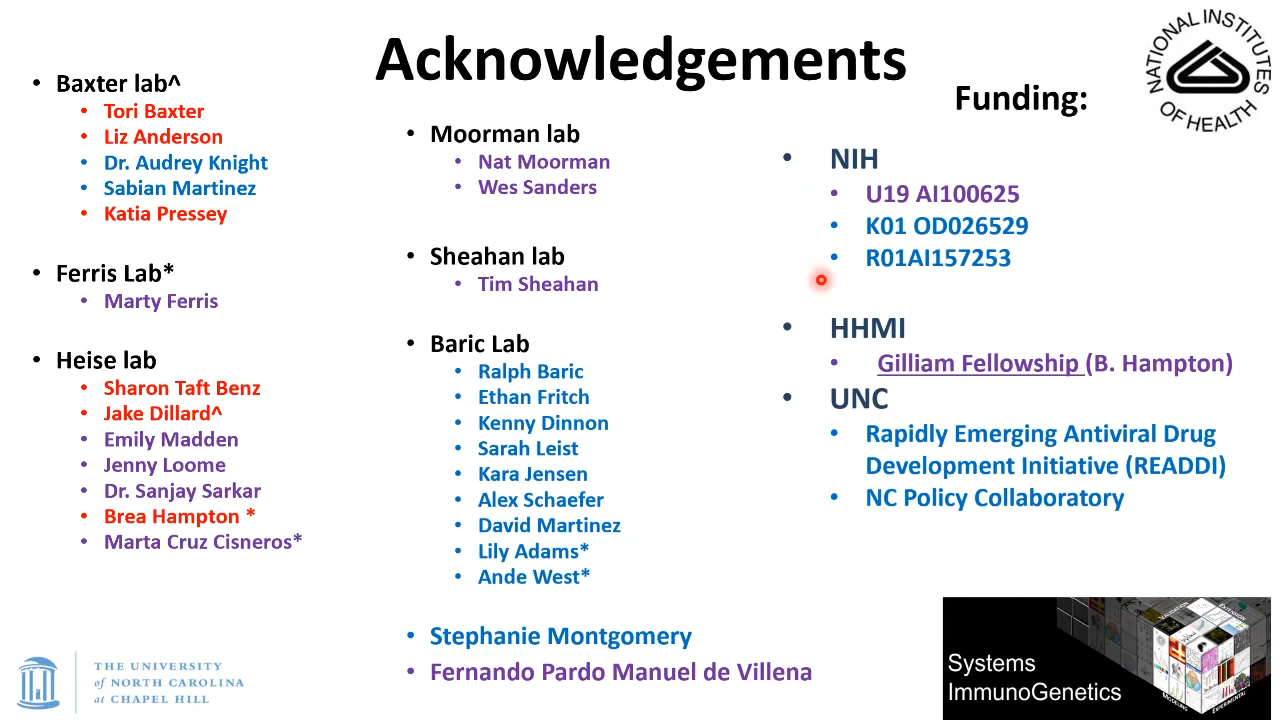 Acknowledgements
Baxter lab^
Tori Baxter
Liz Anderson
Dr. Audrey Knight
Sabian Martinez
Katia Pressey
Ferris Lab*
Marty Ferris
Heise lab
Sharon Taft Benz
Jake Dillard^
Emily Madden
Jenny Loome
Dr. Sanjay Sarkar
Brea Hampton *
Marta Cruz Cisneros*
Moorman lab
Nat Moorman
Wes Sanders
Sheahan lab
Tim Sheahan
Baric Lab
Ralph Baric
Ethan Fritch
Kenny Dinnon
Sarah Leist
Kara Jensen
Alex Schaefer
David Martinez
Lily Adams*
Ande West*
Stephanie Montgomery
Fernando Pardo Manuel de Villena
Funding:
NIH
U19 AI100625
K01 OD026529
R01AI157253
HHMI
Gilliam Fellowship (B. Hampton)
UNC
Rapidly Emerging Antiviral Drug
Development Initiative (READDI)
NC Policy Collaboratory
NATIONAL INSTITUTES
OF HEALTH
THE UNIVERSITY
of NORTH CAROLINA
at CHAPEL HILL
Systems
ImmunoGenetics
VALIDATION
EXTENSION
MODELING
EXPERIMENTAL